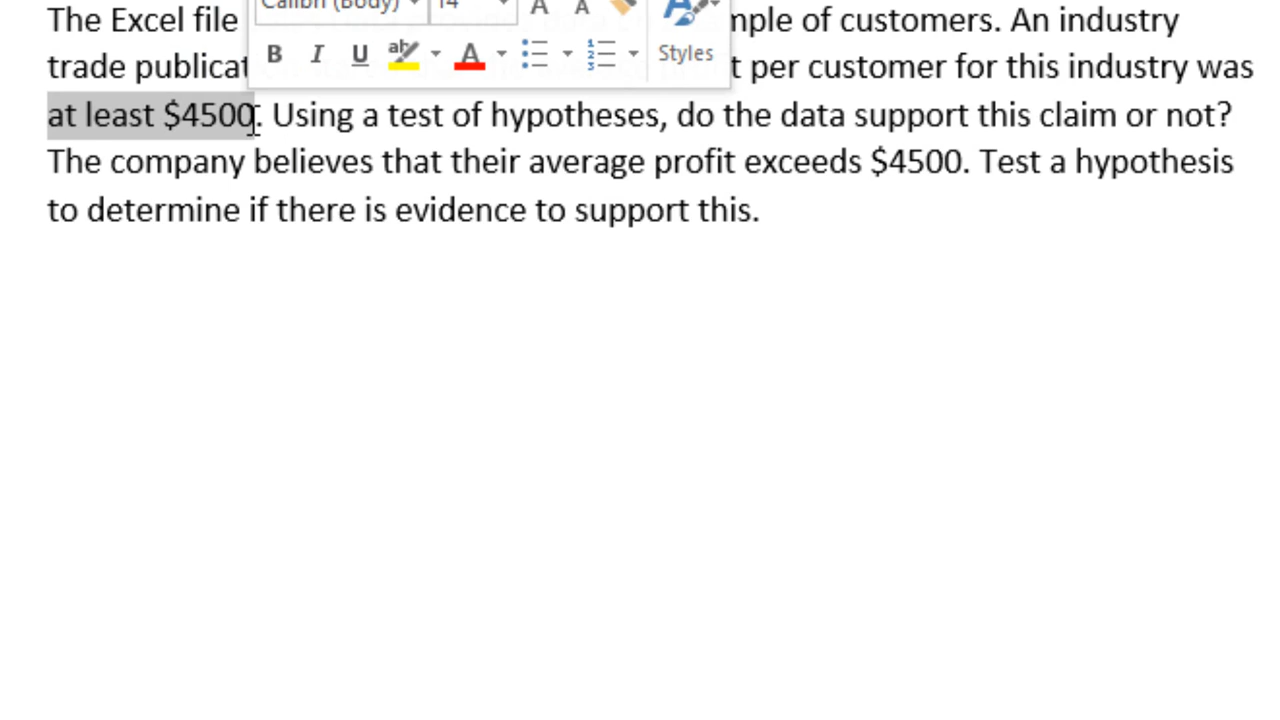 Calibri (Body) 14 A A
The Excel file mple of customers. An industry
B I U ab A Styles
trade publicat t per customer for this industry was
at least $4500. Using a test of hypotheses, do the data support this claim or not?
The company believes that their average profit exceeds $4500. Test a hypothesis
to determine if there is evidence to support this.